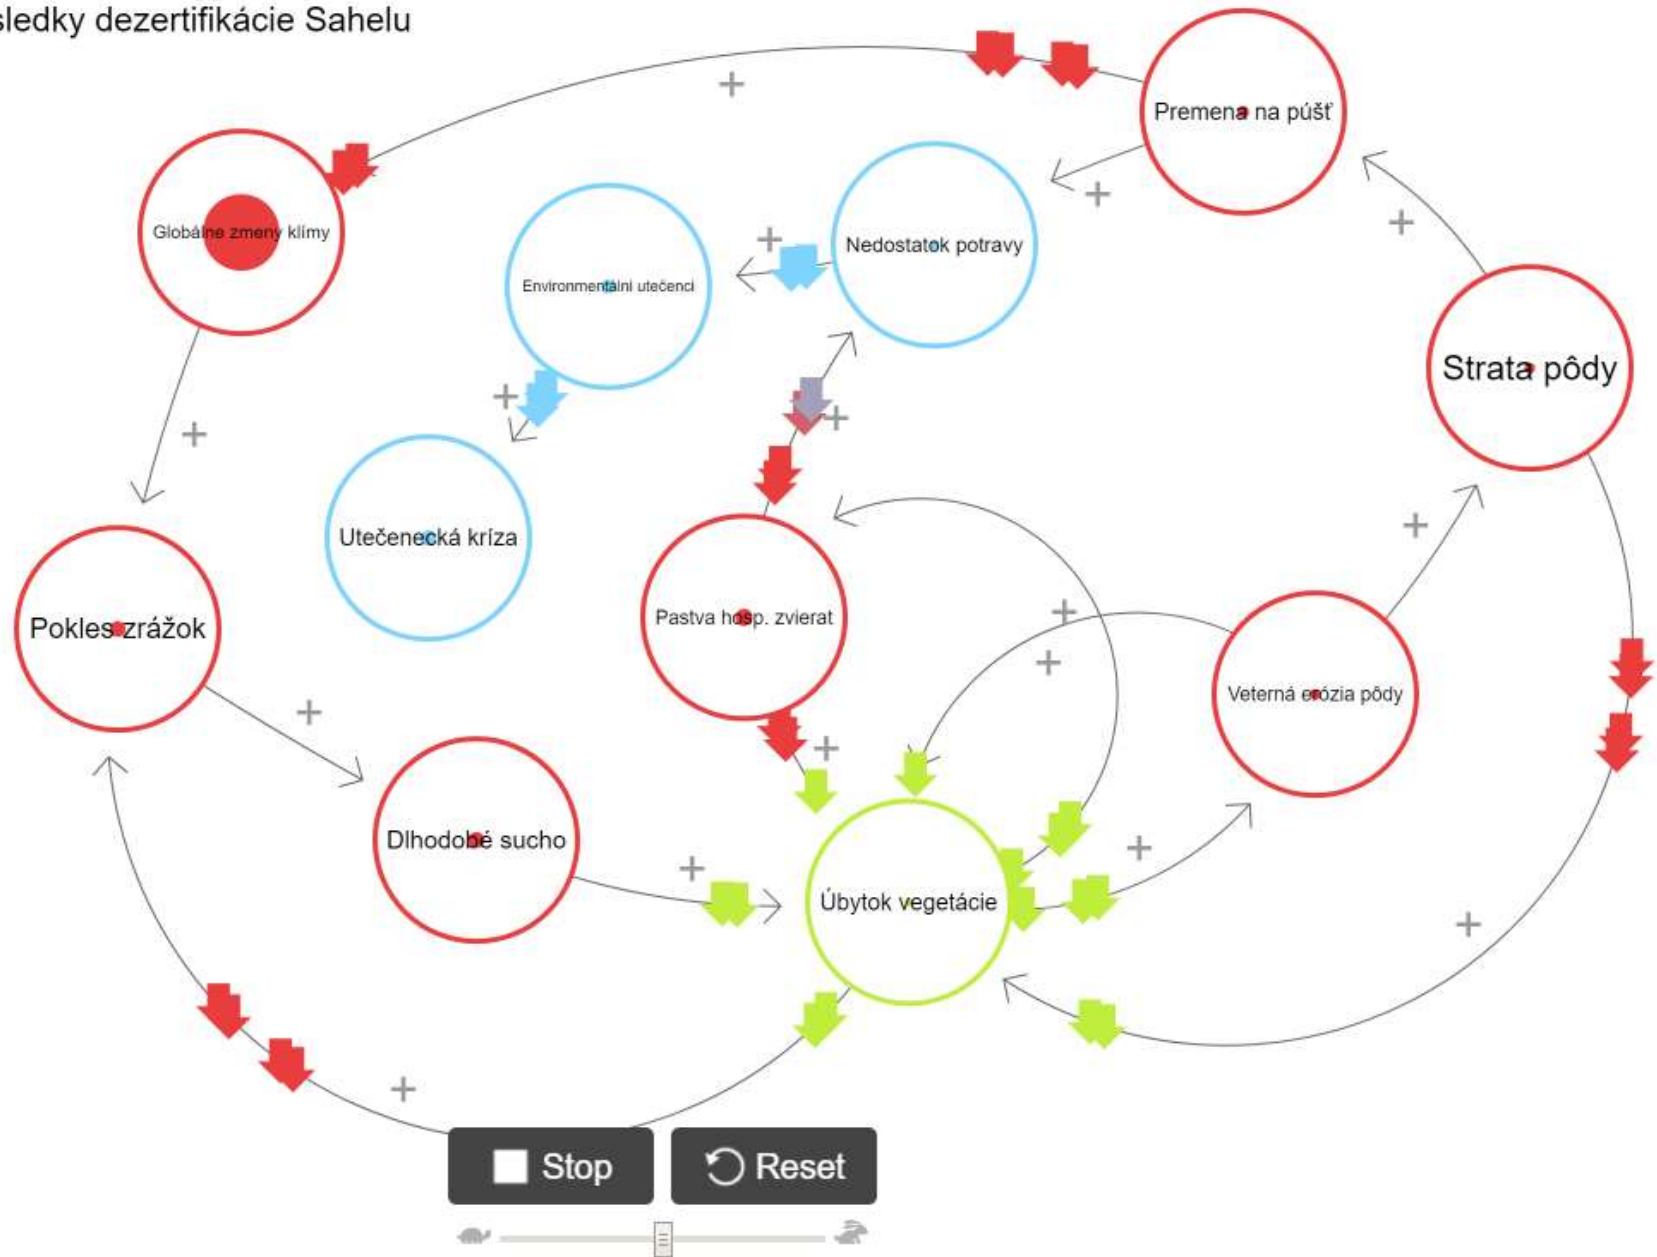 sledky dezertifikácie Sahelu
Premena na púšť
Globálne zmeny klímy
Nedostatok potravy
Environmentálni utečenci
Strata pôdy
Utečenecká kríza
Pokles zrážok
Pastva hosp. zvierat
Veterná erózia pôdy
Dlhodobé sucho
Úbytok vegetácie
Stop
Reset